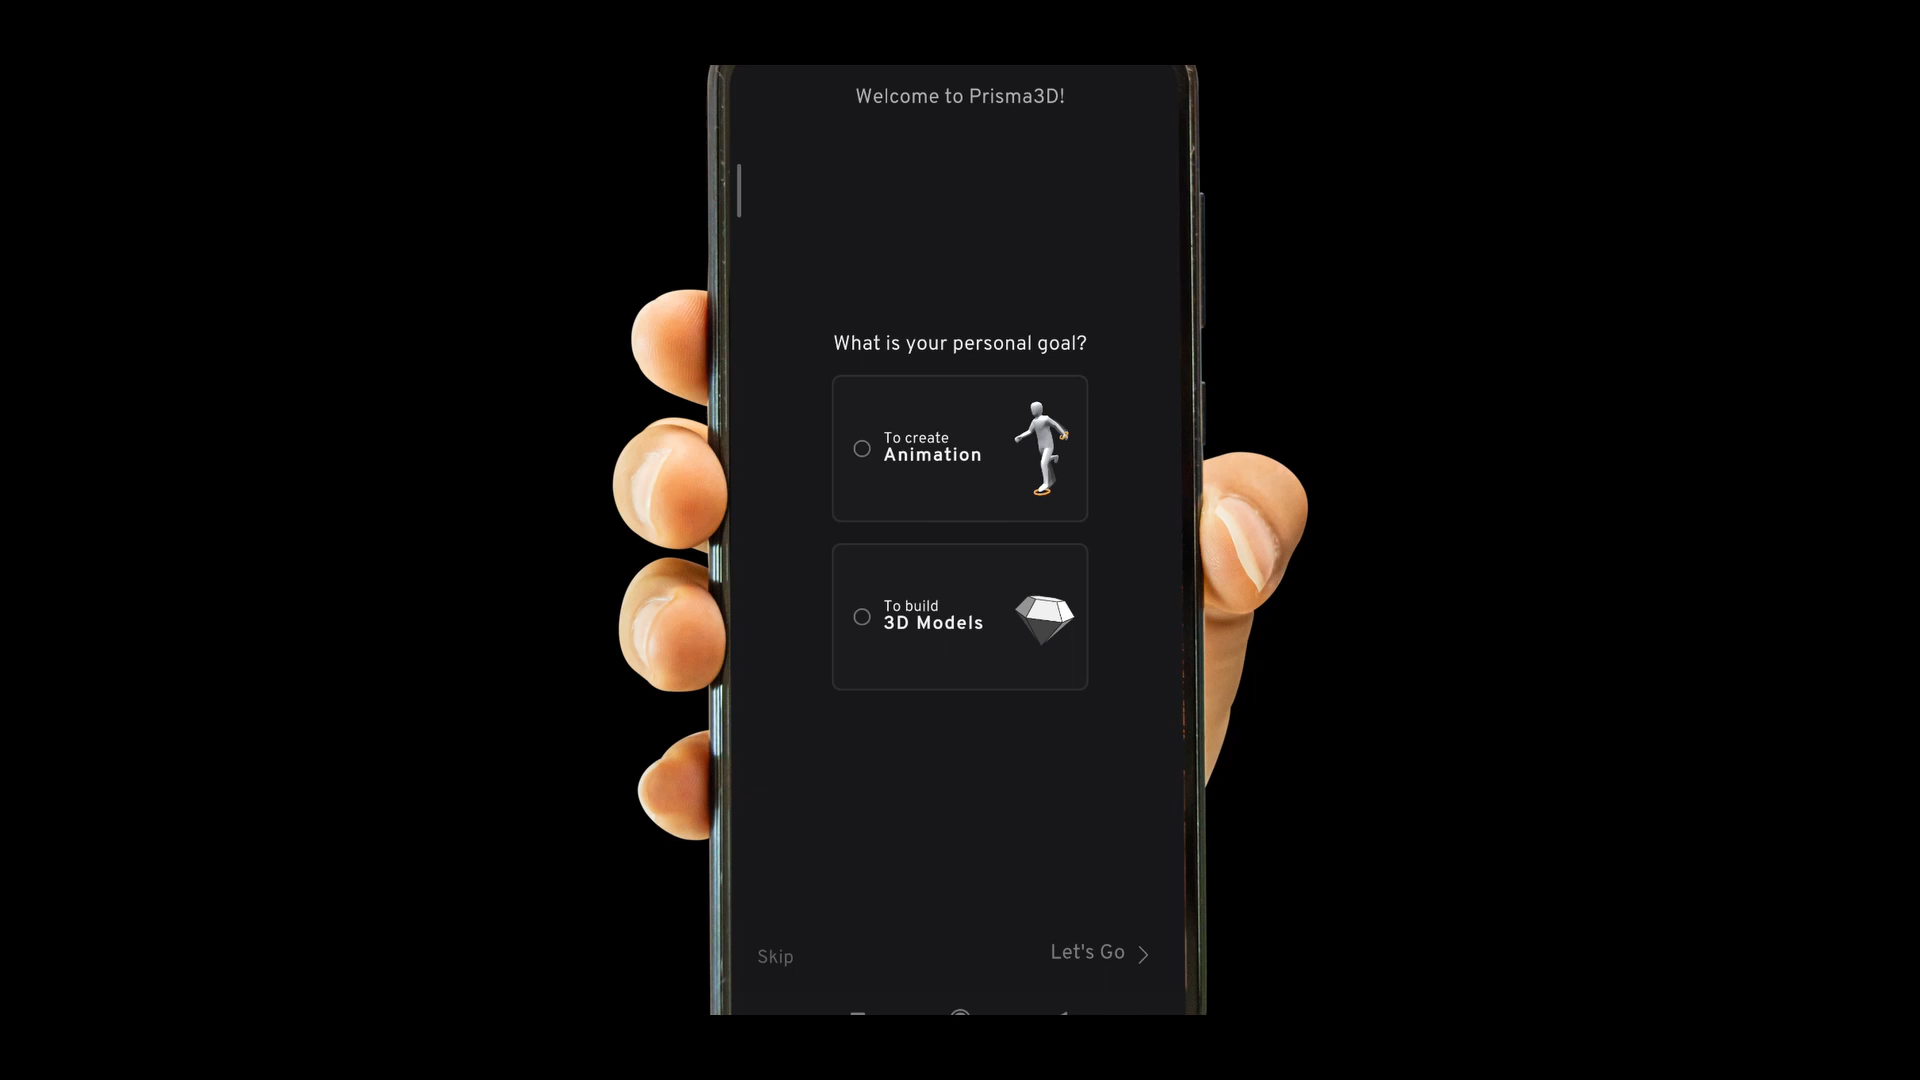 Welcome to Prisma3D!
What is your personal goal?
To create
Animation
To build
3D Models
Skip
Let's Go